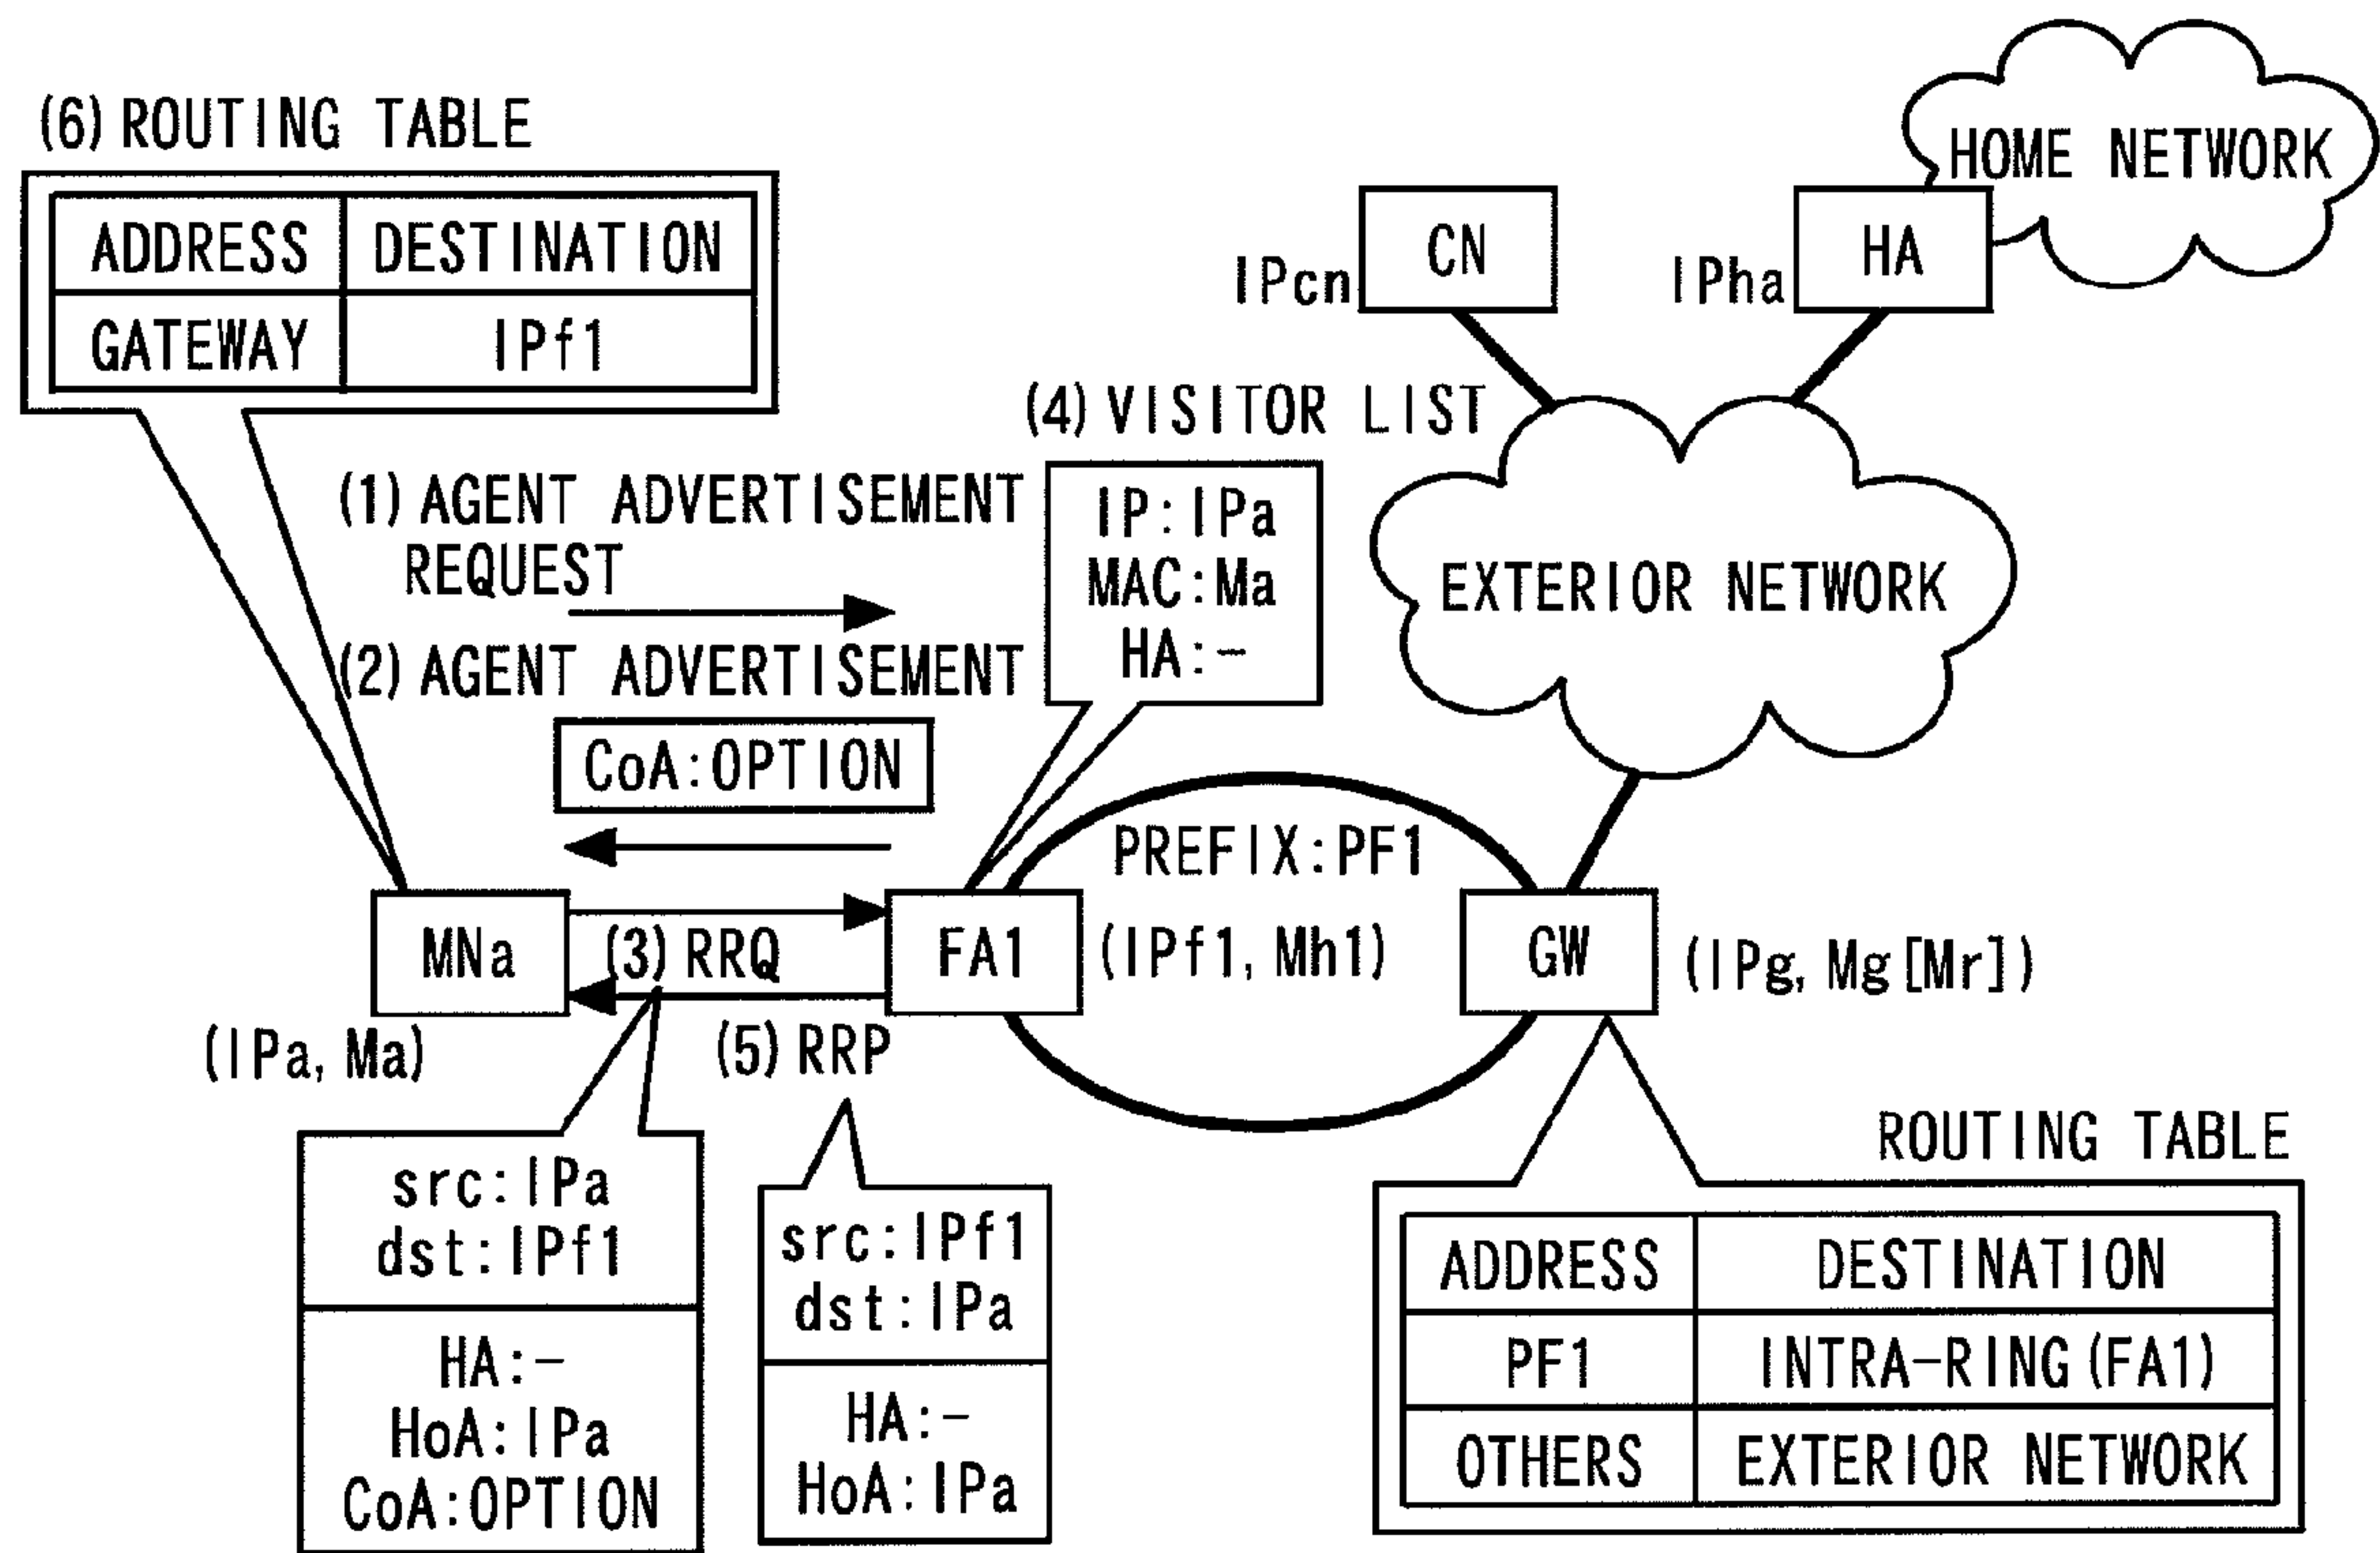 (6) ROUTING TABLE
ADDRESS DESTINATION
GATEWAY IPf1
HOME NETWORK
IPcn CN
IPha HA
(4) VISITOR LIST
IP:IPa
MAC:Ma
HA:-
(1) AGENT ADVERTISEMENT
REQUEST
(2) AGENT ADVERTISEMENT
CoA:OPTION
EXTERIOR NETWORK
PREFIX:PF1
MNa
(3) RRQ
FA1
(IPf1, Mh1)
GW
(IPg, Mg[Mr])
(IPa, Ma)
(5) RRP
src:IPa
dst:IPf1
HA:-
HoA:IPa
CoA:OPTION
src:IPf1
dst:IPa
HA:-
HoA:IPa
ROUTING TABLE
ADDRESS DESTINATION
PF1 INTRA-RING(FA1)
OTHERS EXTERIOR NETWORK